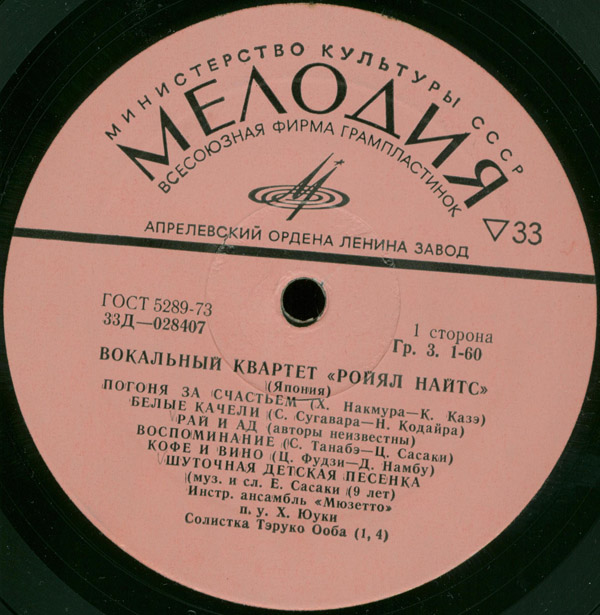 МИНИСТЕРСТВО КУЛЬТУРЫ СССР
МЕЛОДИЯ
ВСЕСОЮЗНАЯ ФИРМА ГРАМПЛАСТИНОК
АПРЕЛЕВСКИЙ ОРДЕНА ЛЕНИНА ЗАВОД
▽33
ГОСТ 5289-73
33Д—028407
1 сторона
Гр. 3. 1-60
ВОКАЛЬНЫЙ КВАРТЕТ «РОЙЯЛ НАЙТС»
(Япония)
ПОГОНЯ ЗА СЧАСТЬЕМ (Х. Накмура—К. Казэ)
БЕЛЫЕ КАЧЕЛИ (С. Сугавара—Н. Кодайра)
РАЙ И АД (авторы неизвестны)
ВОСПОМИНАНИЕ (С. Танабэ—Ц. Сасаки)
КОФЕ И ВИНО (Ц. Фудзи—Д. Намбу)
ШУТОЧНАЯ ДЕТСКАЯ ПЕСЕНКА
(муз. и сл. Е. Сасаки (9 лет)
Инстр. ансамбль «Мюзетто»
п. у. Х. Юуки
Солистка Тэруко Ооба (1, 4)